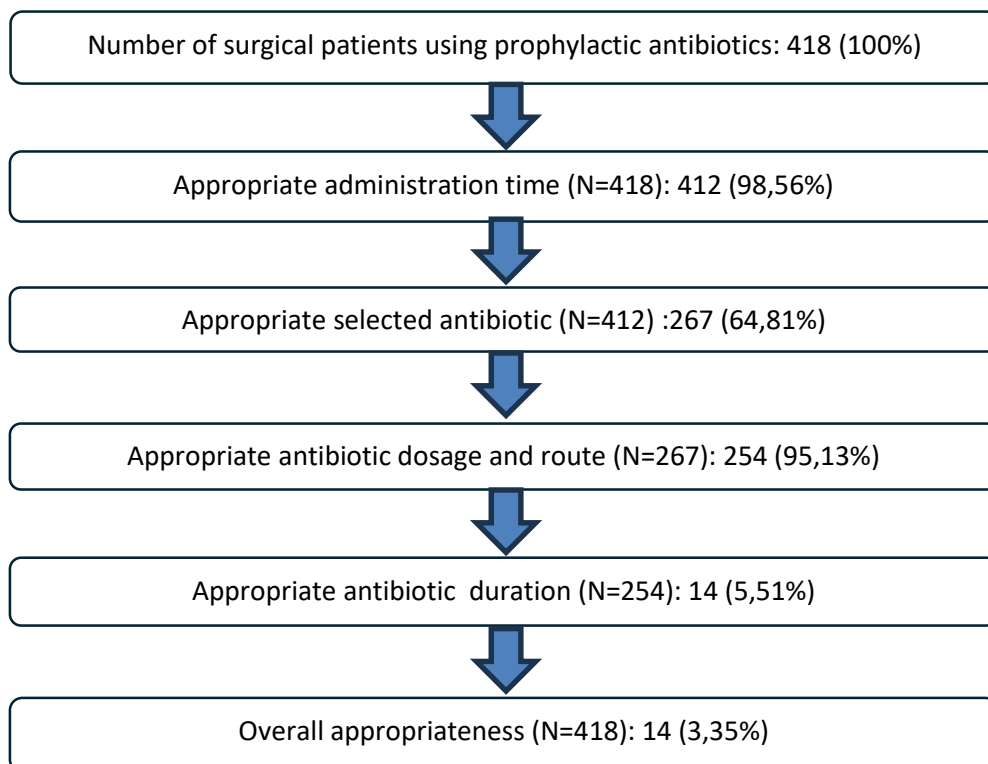 Number of surgical patients using prophylactic antibiotics: 418 (100%)
Appropriate administration time (N=418): 412 (98,56%)
Appropriate selected antibiotic (N=412) :267 (64,81%)
Appropriate antibiotic dosage and route (N=267): 254 (95,13%)
Appropriate antibiotic duration (N=254): 14 (5,51%)
Overall appropriateness (N=418): 14 (3,35%)